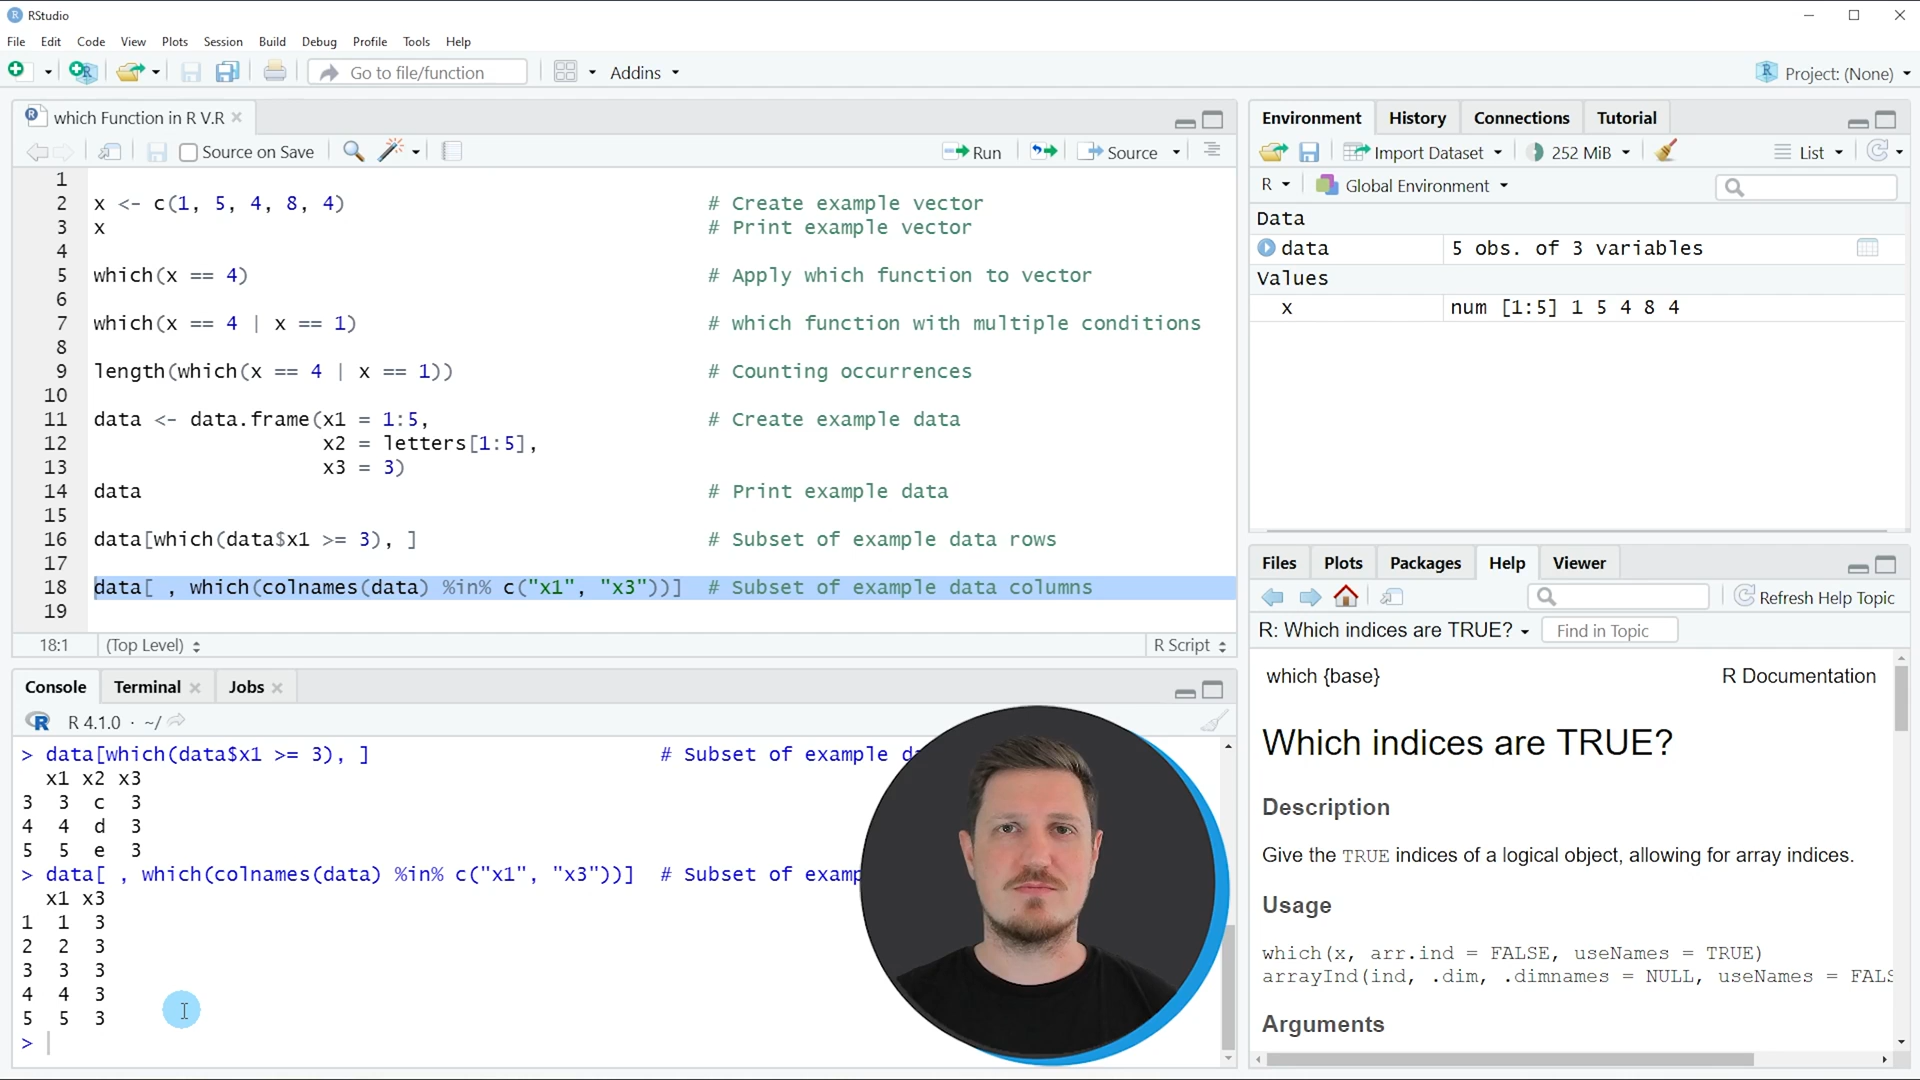 RStudio
File Edit Code View Plots Session Build Debug Profile Tools Help
Go to file/function Addins Project: (None)
which Function in R V.R
Source on Save Run Source
1
2 x <- c(1, 5, 4, 8, 4) # Create example vector
3 x # Print example vector
4
5 which(x == 4) # Apply which function to vector
6
7 which(x == 4 | x == 1) # which function with multiple conditions
8
9 length(which(x == 4 | x == 1)) # Counting occurrences
10
11 data <- data.frame(x1 = 1:5, # Create example data
12 x2 = letters[1:5],
13 x3 = 3)
14 data # Print example data
15
16 data[which(data$x1 >= 3), ] # Subset of example data rows
17
18 data[ , which(colnames(data) %in% c("x1", "x3"))] # Subset of example data columns
19
18:1 (Top Level) R Script
Console Terminal Jobs
R 4.1.0 · ~/
> data[which(data$x1 >= 3), ] # Subset of example d
x1 x2 x3
3 3 c 3
4 4 d 3
5 5 e 3
> data[ , which(colnames(data) %in% c("x1", "x3"))] # Subset of examp
x1 x3
1 1 3
2 2 3
3 3 3
4 4 3
5 5 3
>
Environment History Connections Tutorial
Import Dataset 252 MiB List
R Global Environment
Data
data 5 obs. of 3 variables
Values
x num [1:5] 1 5 4 8 4
Files Plots Packages Help Viewer
Refresh Help Topic
R: Which indices are TRUE? Find in Topic
which {base} R Documentation
Which indices are TRUE?
Description
Give the TRUE indices of a logical object, allowing for array indices.
Usage
which(x, arr.ind = FALSE, useNames = TRUE)
arrayInd(ind, .dim, .dimnames = NULL, useNames = FALS
Arguments